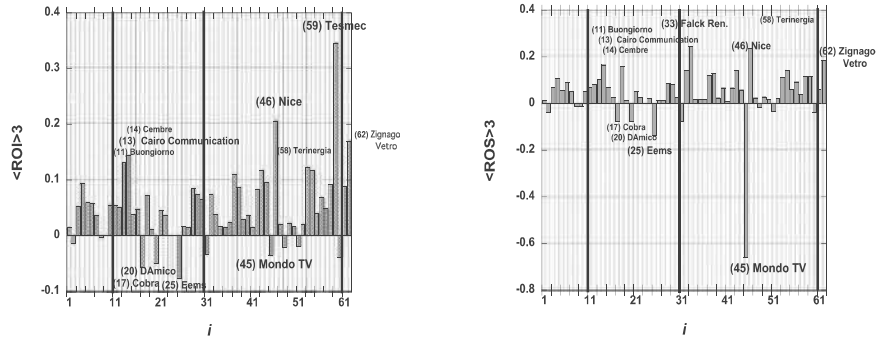 0.4
(59) Tesmec
0.3
(46) Nice
0.2
(14) Cembre
(13) Cairo Communication
(11) Buongiorno
(58) Terinergia
(62) Zignago
Vetro
0.1
0
(20) DAmico
(17) Cobra
(25) Eems
(45) Mondo TV
-0.1
<ROI>3
1
11
21
31
41
51
61
i
0.4
(33) Falck Ren.
(58) Terinergia
(11) Buongiorno
(13) Cairo Communication
(14) Cembre
(46) Nice
(62) Zignago
Vetro
0.2
0
(17) Cobra
(20) DAmico
(25) Eems
-0.2
-0.4
-0.6
(45) Mondo TV
-0.8
<ROS>3
1
11
21
31
41
51
61
i